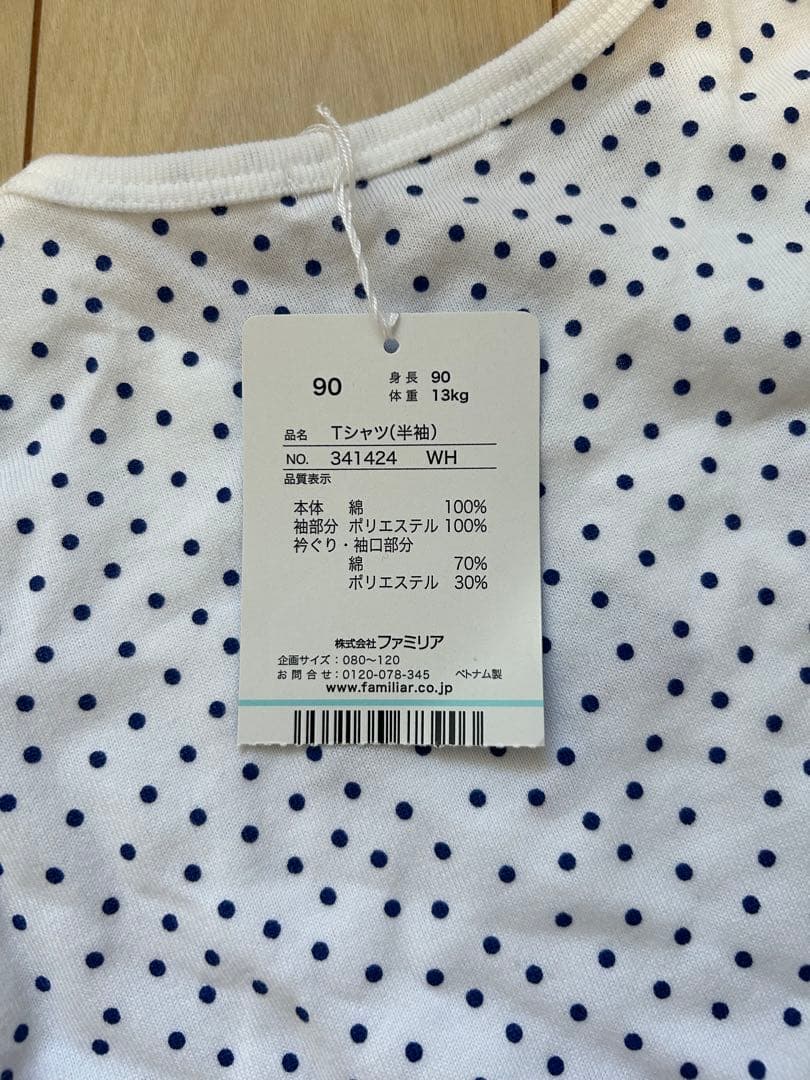 90
身長 90
体重 13kg
品名 Tシャツ(半袖)
NO. 341424 WH
品質表示
本体 綿 100%
袖部分 ポリエステル 100%
衿ぐり・袖口部分
綿 70%
ポリエステル 30%
株式会社ファミリア
企画サイズ：080〜120
お問合せ：0120-078-345 ベトナム製
www.familiar.co.jp